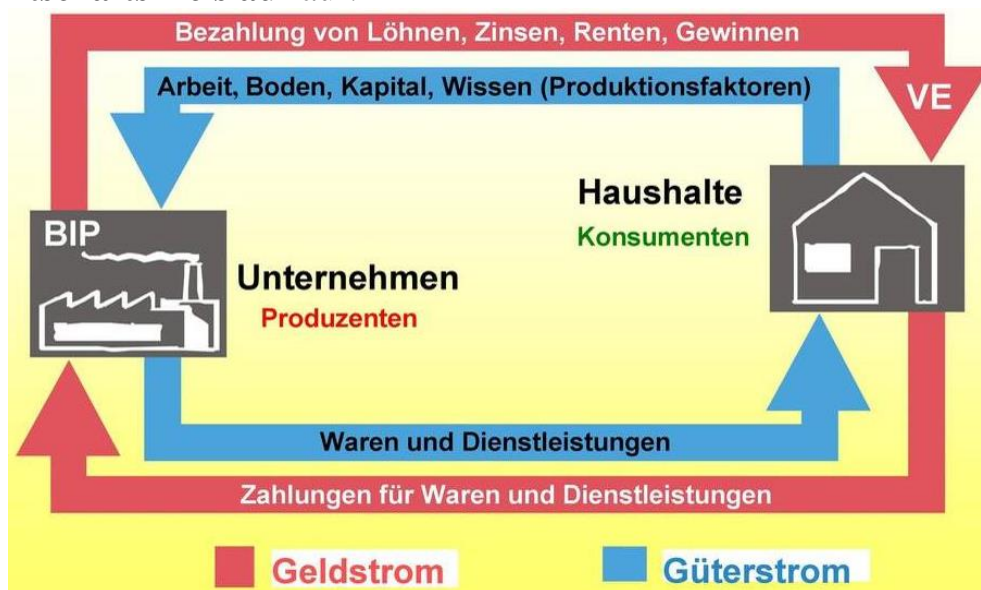 Bezahlung von Löhnen, Zinsen, Renten, Gewinnen
Arbeit, Boden, Kapital, Wissen (Produktionsfaktoren)
VE
Haushalte
Konsumenten
BIP
Unternehmen
Produzenten
Waren und Dienstleistungen
Zahlungen für Waren und Dienstleistungen
Geldstrom
Güterstrom